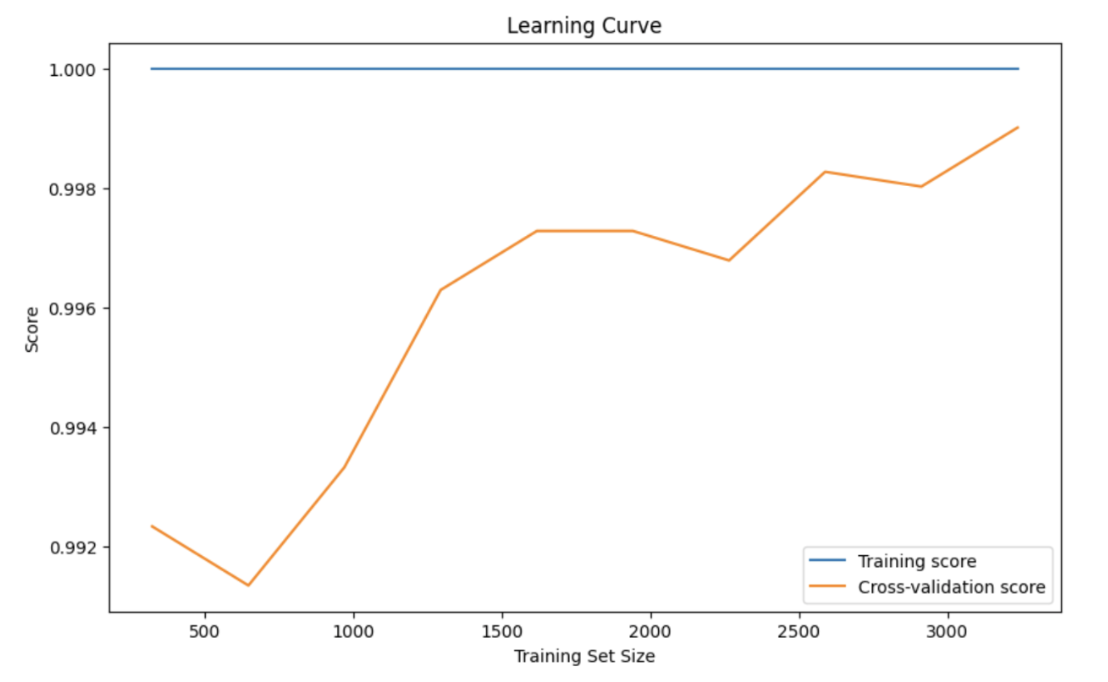 Learning Curve
1.000
0.998
0.996
0.994
0.992
Score
500 1000 1500 2000 2500 3000
Training Set Size
Training score
Cross-validation score